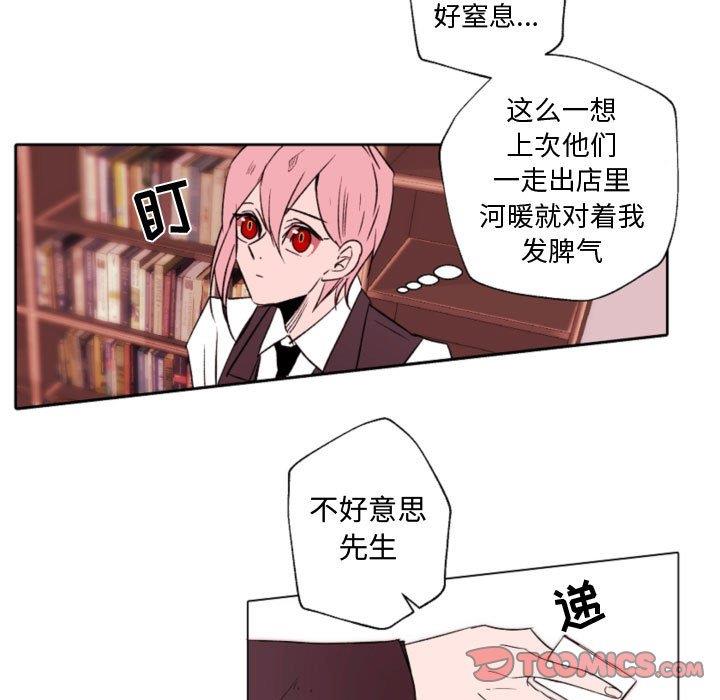 好窒息...
这么一想
上次他们
一走出店里
河暖就对着我
发脾气
盯
不好意思
先生
递
TOOMICS.COM